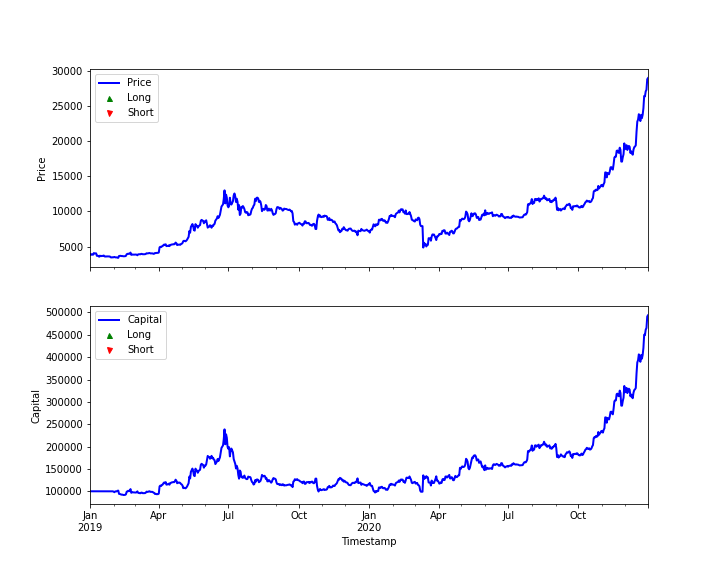 30000
25000
20000
15000
10000
5000
Price
Price
Long
Short
500000
450000
400000
350000
300000
250000
200000
150000
100000
Capital
Capital
Long
Short
Jan
2019
Apr
Jul
Oct
Jan
2020
Apr
Jul
Oct
Timestamp